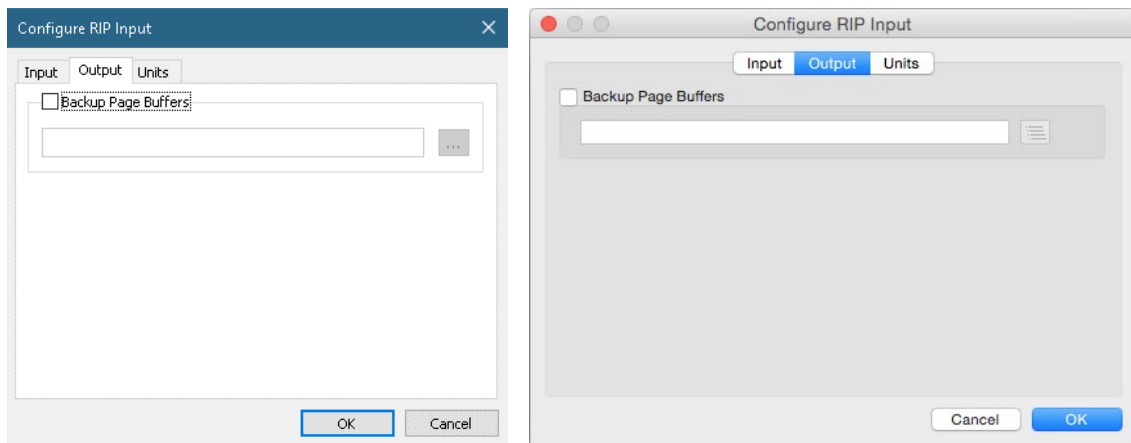 Configure RIP Input
Input Output Units
Backup Page Buffers
...
OK Cancel
Configure RIP Input
Input Output Units
Backup Page Buffers
Cancel OK